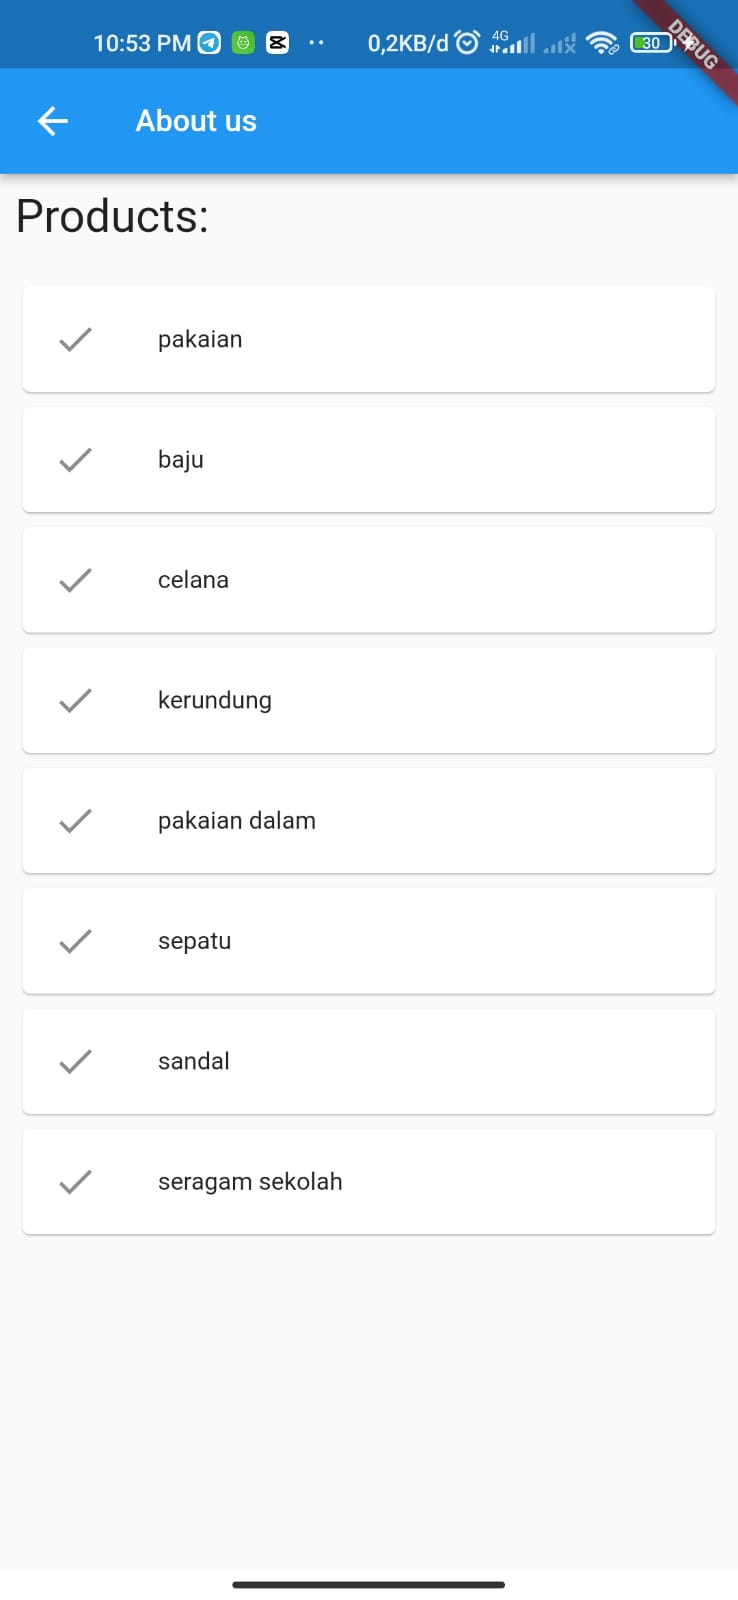 10:53 PM
0,2KB/d
4G
30
DEBUG
About us
Products:
pakaian
baju
celana
kerundung
pakaian dalam
sepatu
sandal
seragam sekolah